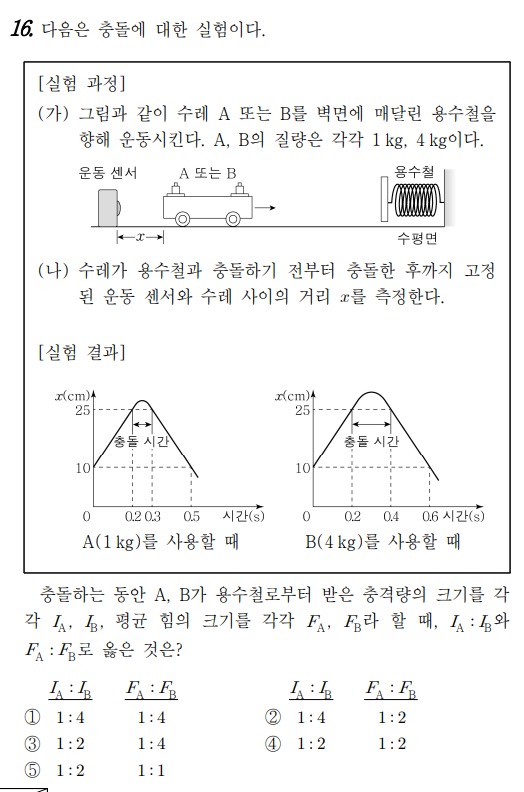 16. 다음은 충돌에 대한 실험이다.
[실험 과정]
(가) 그림과 같이 수레 A 또는 B를 벽면에 매달린 용수철을
향해 운동시킨다. A, B의 질량은 각각 1 kg, 4 kg이다.
운동 센서 A 또는 B 용수철
x
수평면
(나) 수레가 용수철과 충돌하기 전부터 충돌한 후까지 고정
된 운동 센서와 수레 사이의 거리 x를 측정한다.
[실험 결과]
x(cm)
25
충돌 시간
10
0 0.2 0.3 0.5 시간(s)
A(1 kg)를 사용할 때
x(cm)
25
충돌 시간
10
0 0.2 0.4 0.6 시간(s)
B(4 kg)를 사용할 때
충돌하는 동안 A, B가 용수철로부터 받은 충격량의 크기를 각
각 I_A, I_B, 평균 힘의 크기를 각각 F_A, F_B라 할 때, I_A : I_B와
F_A : F_B로 옳은 것은?
I_A : I_B F_A : F_B I_A : I_B F_A : F_B
① 1 : 4 1 : 4 ② 1 : 4 1 : 2
③ 1 : 2 1 : 4 ④ 1 : 2 1 : 2
⑤ 1 : 2 1 : 1